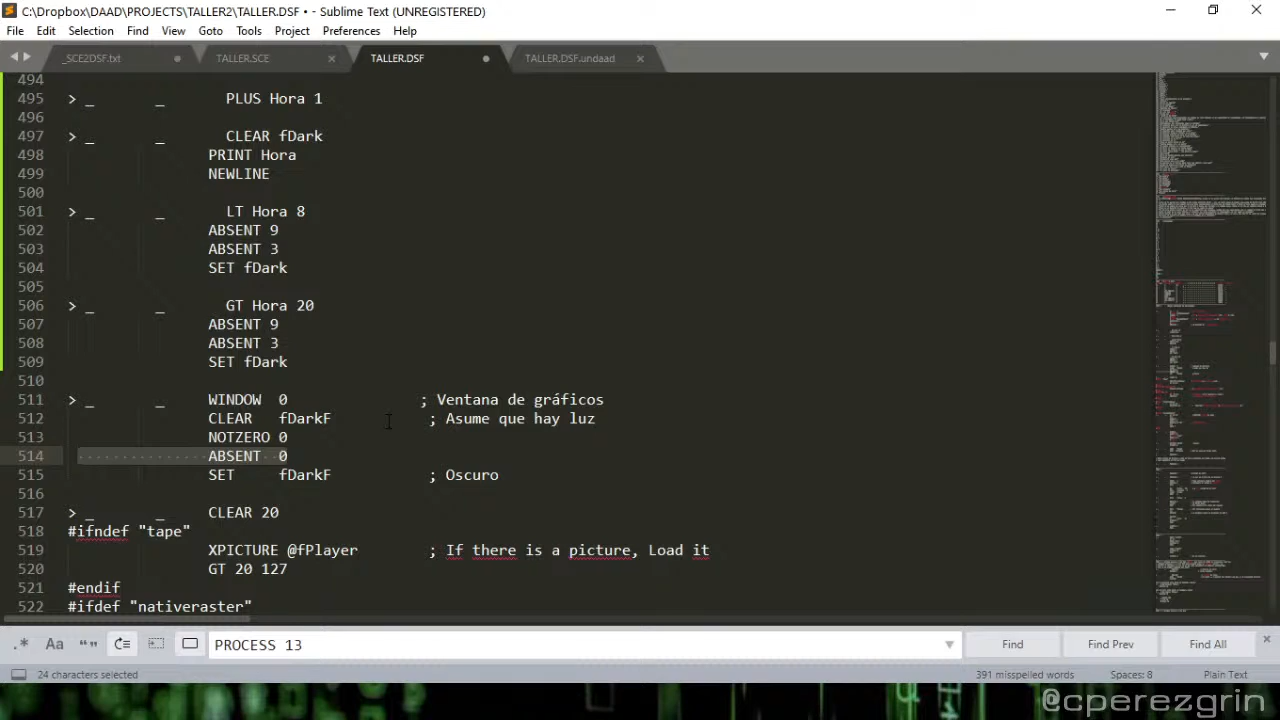 C:\Dropbox\DAAD\PROJECTS\TALLER2\TALLER.DSF • - Sublime Text (UNREGISTERED)
File Edit Selection Find View Goto Tools Project Preferences Help
_SCE2DSF.txt TALLER.SCE TALLER.DSF TALLER.DSF.undaad
494
495 > _ _ PLUS Hora 1
496
497 > _ _ CLEAR fDark
498 PRINT Hora
499 NEWLINE
500
501 > _ _ LT Hora 8
502 ABSENT 9
503 ABSENT 3
504 SET fDark
505
506 > _ _ GT Hora 20
507 ABSENT 9
508 ABSENT 3
509 SET fDark
510
511 > _ _ WINDOW 0 ; Ventana de gráficos
512 CLEAR fDarkF ; Asume que hay luz
513 NOTZERO 0
514 ABSENT 0
515 SET fDarkF ; Oscuro
516
517 > _ _ CLEAR 20
518 #ifndef "tape"
519 XPICTURE @fPlayer ; If there is a picture, Load it
520 GT 20 127
521 #endif
522 #ifdef "nativeraster"
.* Aa “” PROCESS 13 Find Find Prev Find All
24 characters selected 391 misspelled words Spaces: 8 Plain Text
@cperezgrin